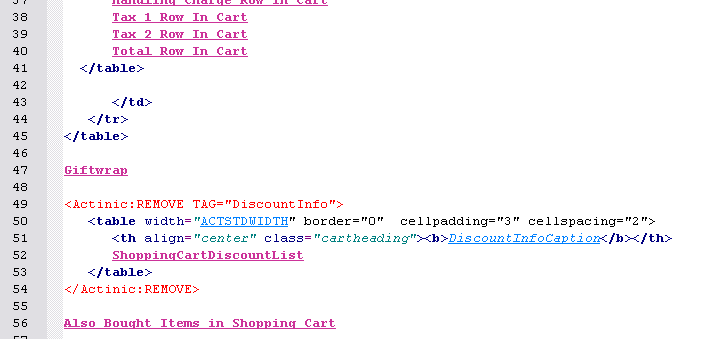 37 Handling Charge Row In Cart
38 Tax 1 Row In Cart
39 Tax 2 Row In Cart
40 Total Row In Cart
41 </table>
42
43 </td>
44 </tr>
45 </table>
46
47 Giftwrap
48
49 <Actinic:REMOVE TAG="DiscountInfo">
50 <table width="ACTSTDWIDTH" border="0"  cellpadding="3" cellspacing="2">
51 <th align="center" class="cartheading"><b>DiscountInfoCaption</b></th>
52 ShoppingCartDiscountList
53 </table>
54 </Actinic:REMOVE>
55
56 Also Bought Items in Shopping Cart